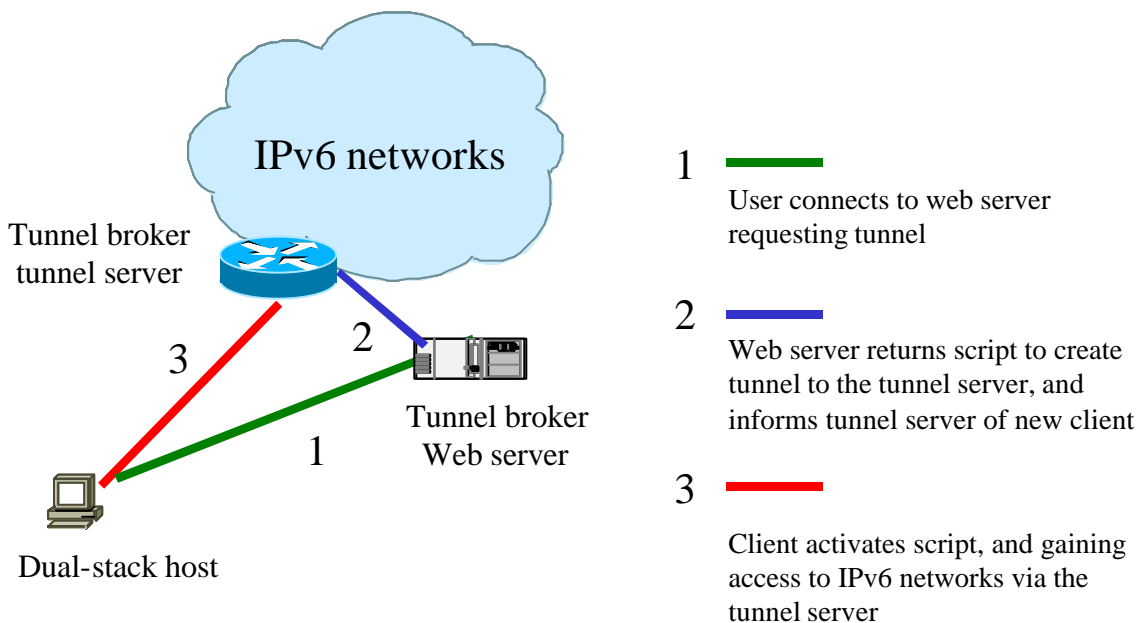 IPv6 networks
Tunnel broker
tunnel server
3
2
1
Tunnel broker
Web server
Dual-stack host
1
User connects to web server
requesting tunnel
2
Web server returns script to create
tunnel to the tunnel server, and
informs tunnel server of new client
3
Client activates script, and gaining
access to IPv6 networks via the
tunnel server